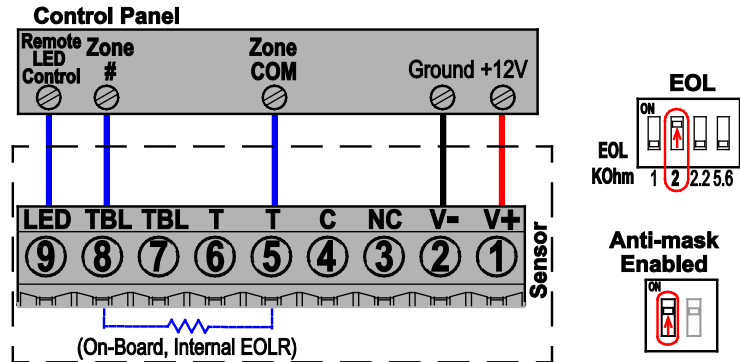 Control Panel
Remote LED Control
Zone #
Zone COM
Ground +12V
LED TBL TBL T T C NC V- V+
9 8 7 6 5 4 3 2 1
Sensor
(On-Board, Internal EOLR)
EOL
ON
EOL KOhm
1 2 2.2 5.6
Anti-mask
Enabled
ON